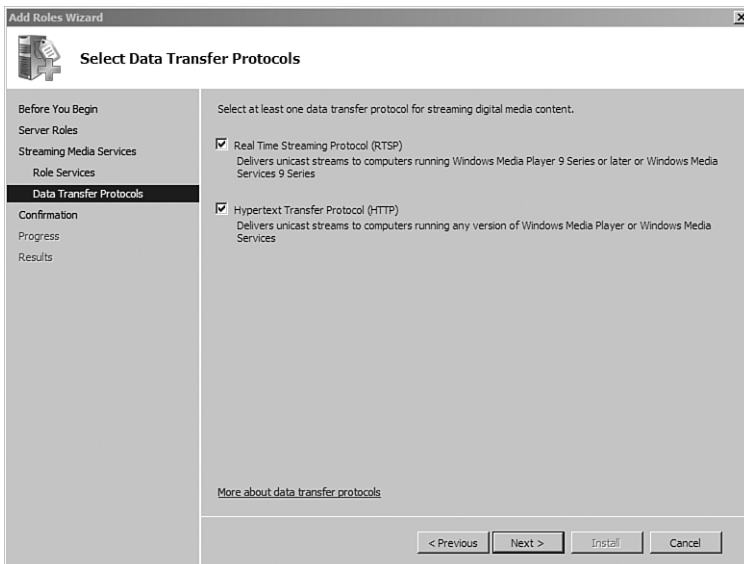 Add Roles Wizard
Select Data Transfer Protocols
Before You Begin
Server Roles
Streaming Media Services
Role Services
Data Transfer Protocols
Confirmation
Progress
Results
Select at least one data transfer protocol for streaming digital media content.
Real Time Streaming Protocol (RTSP)
Delivers unicast streams to computers running Windows Media Player 9 Series or later or Windows Media
Services 9 Series
Hypertext Transfer Protocol (HTTP)
Delivers unicast streams to computers running any version of Windows Media Player or Windows Media
Services
More about data transfer protocols
< Previous
Next >
Install
Cancel